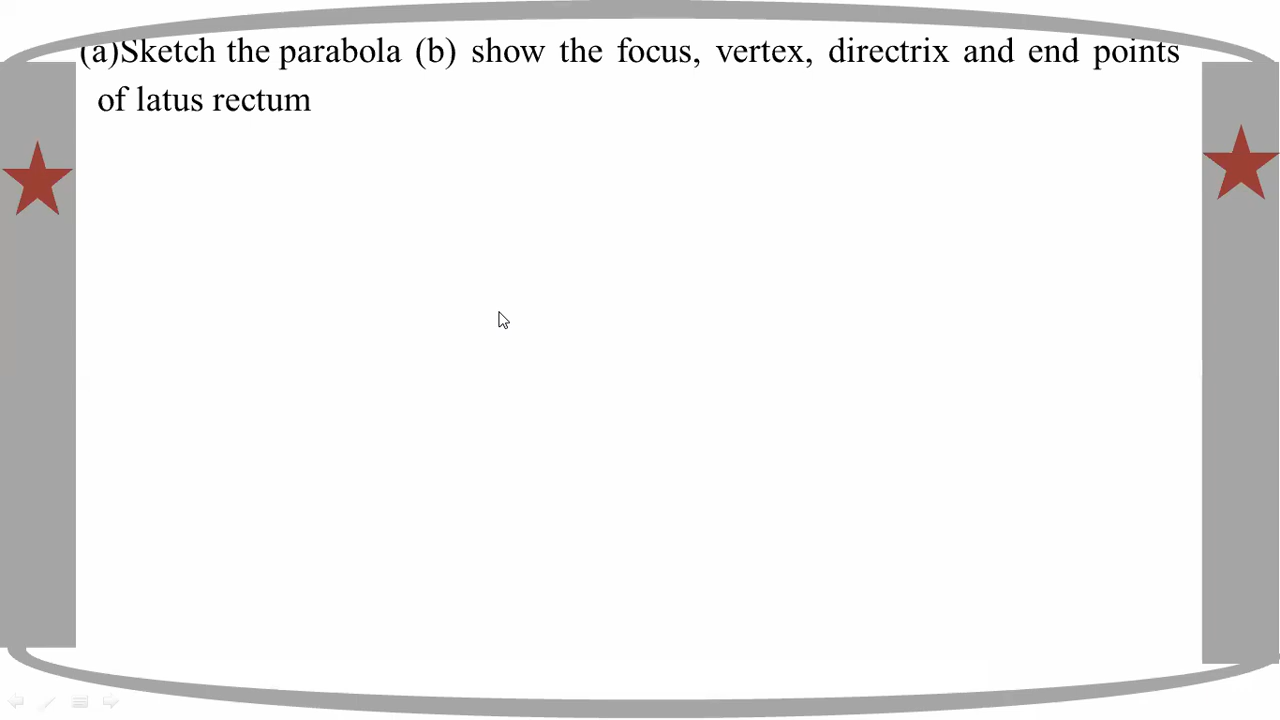 (a)Sketch the parabola (b) show the focus, vertex, directrix and end points
of latus rectum